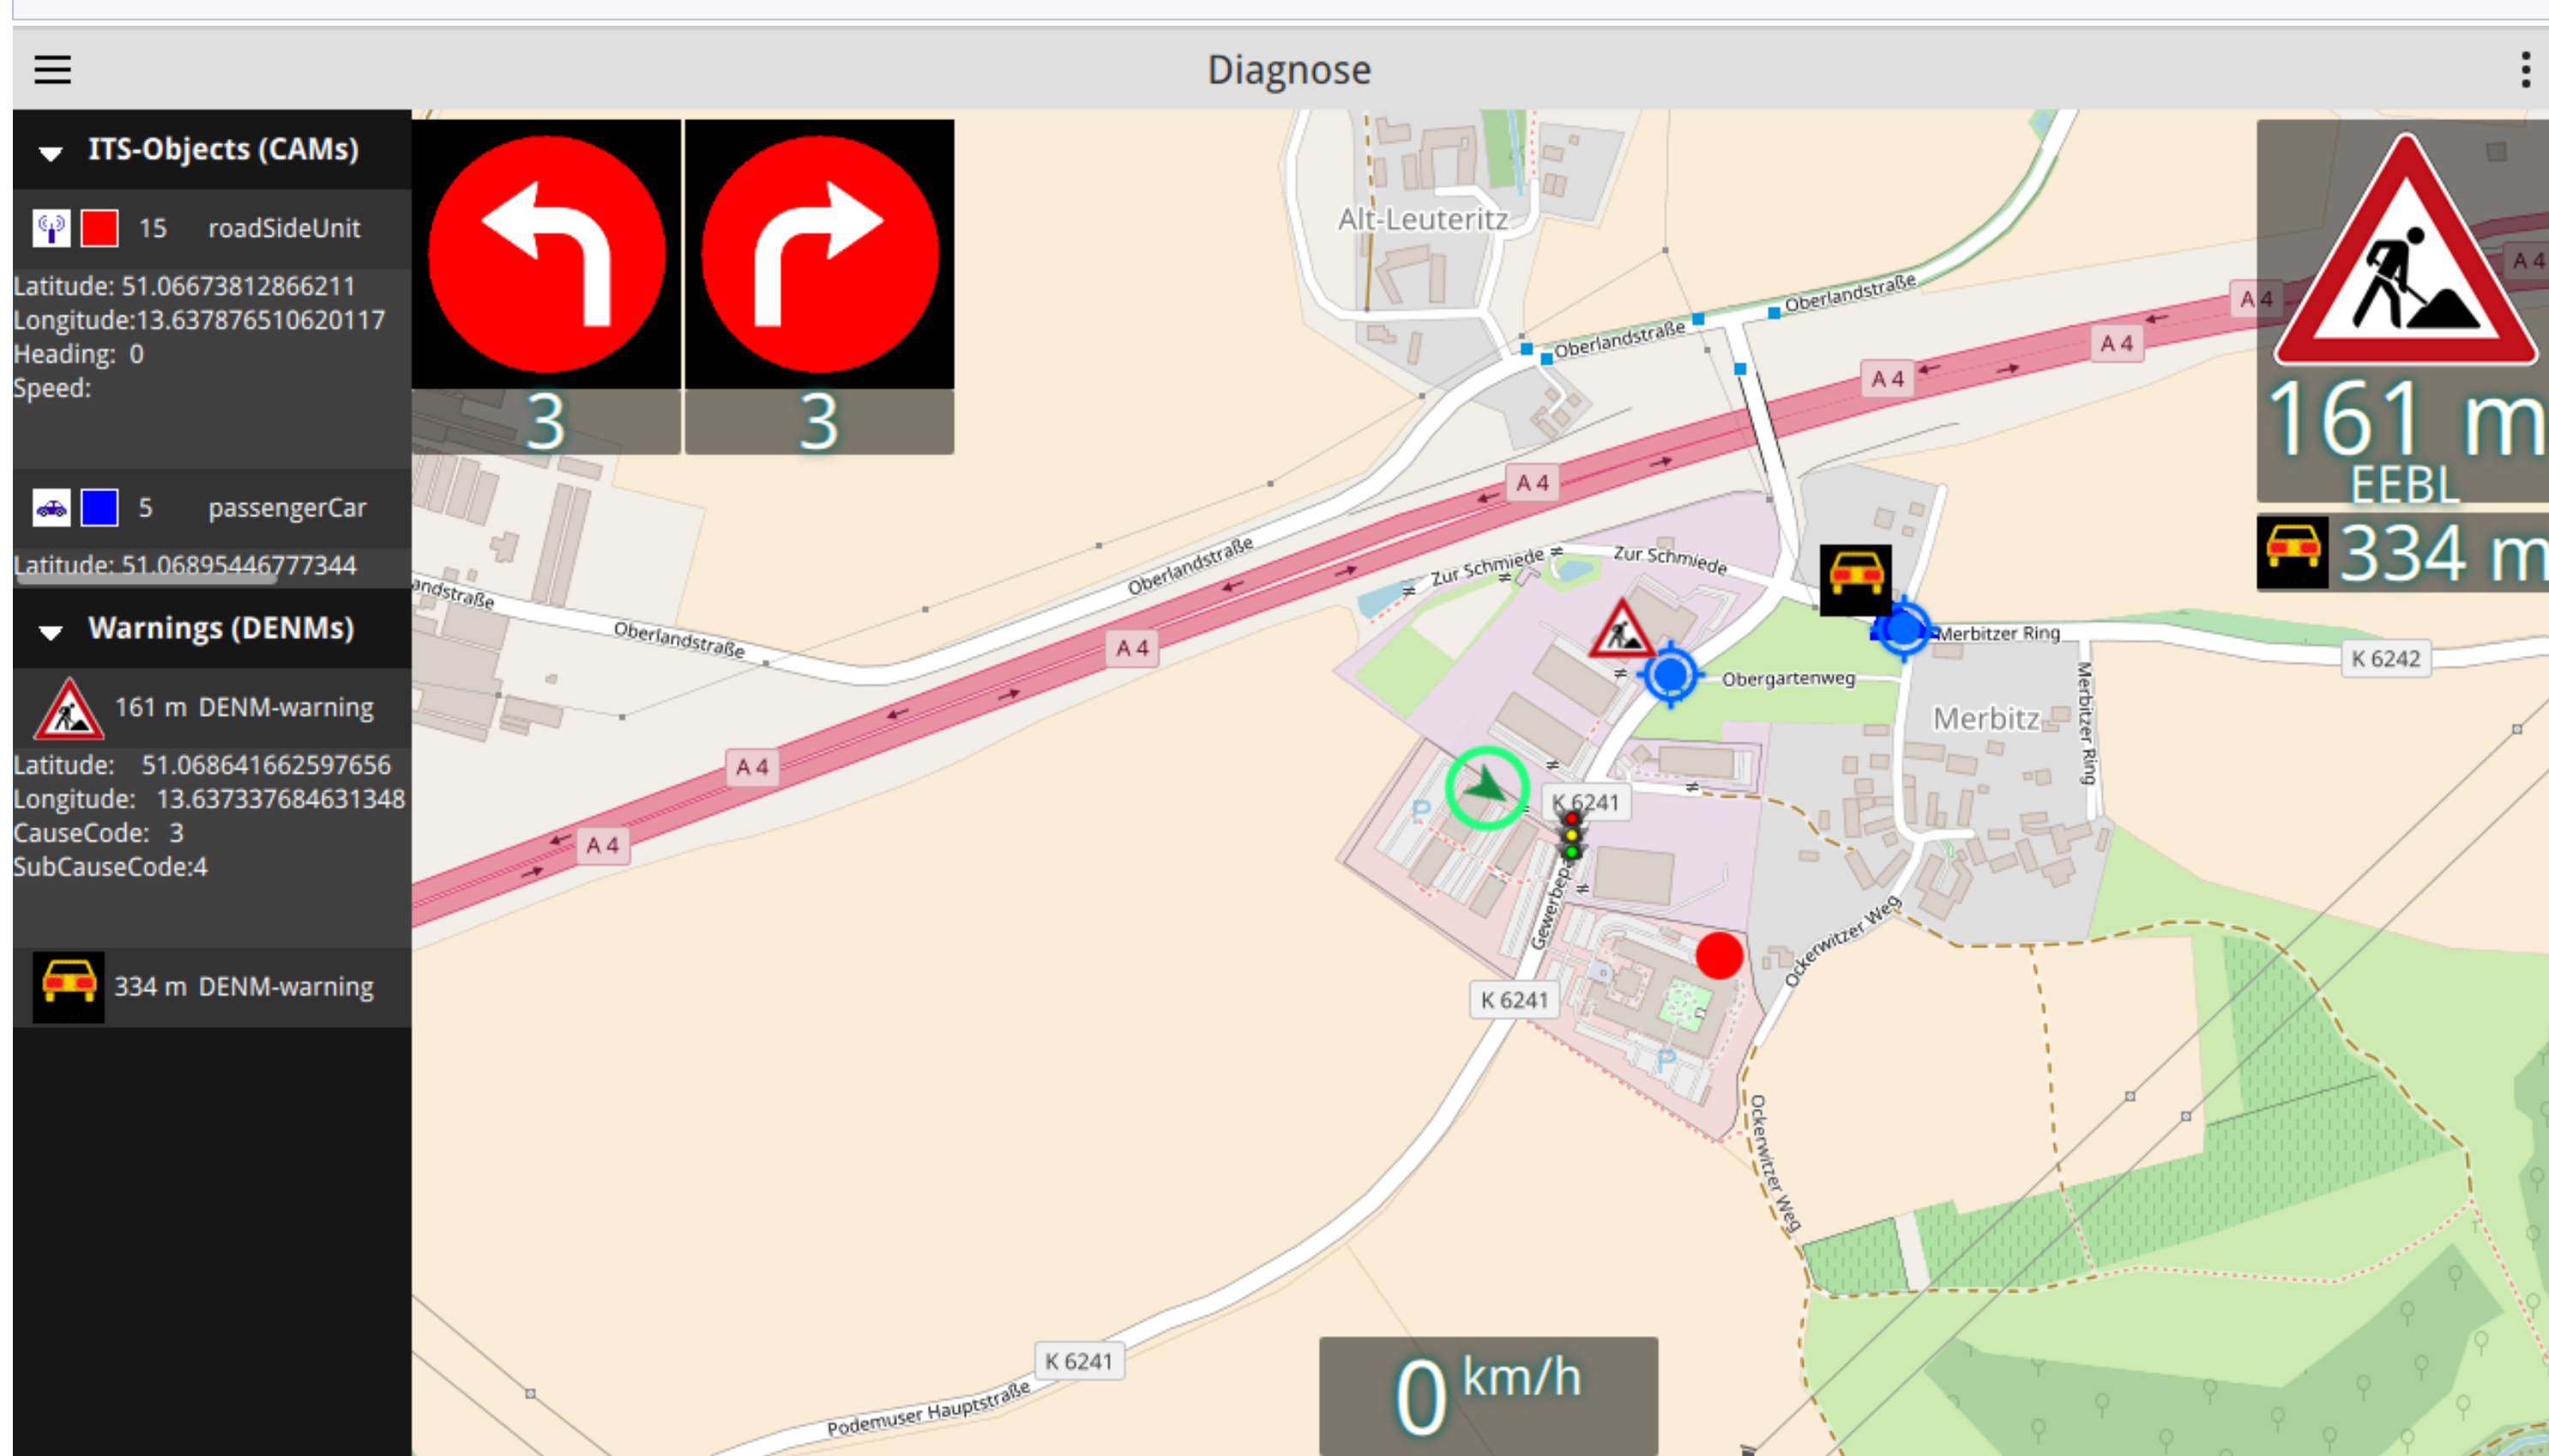 Diagnose
ITS-Objects (CAMs)
15 roadSideUnit
Latitude: 51.06673812866211
Longitude:13.637876510620117
Heading: 0
Speed:
5 passengerCar
Latitude: 51.06895446777344
Warnings (DENMs)
161 m DENM-warning
Latitude: 51.068641662597656
Longitude: 13.637337684631348
CauseCode: 3
SubCauseCode:4
334 m DENM-warning
3
3
161 m
EEBL
334 m
Alt-Leuteritz
Oberlandstraße
Oberlandstraße
A 4
A 4
A 4
A 4
A 4
Oberlandstraße
Zur Schmiede
Zur Schmiede
andstraße
Oberlandstraße
A 4
Merbitzer Ring
K 6242
Obergartenweg
Merbitzer Ring
Merbitz
A 4
P
K 6241
A 4
Gewerbepa
Ockerwitzer Weg
K 6241
P
Ockerwitzer Weg
K 6241
Podemuser Hauptstraße
0 km/h